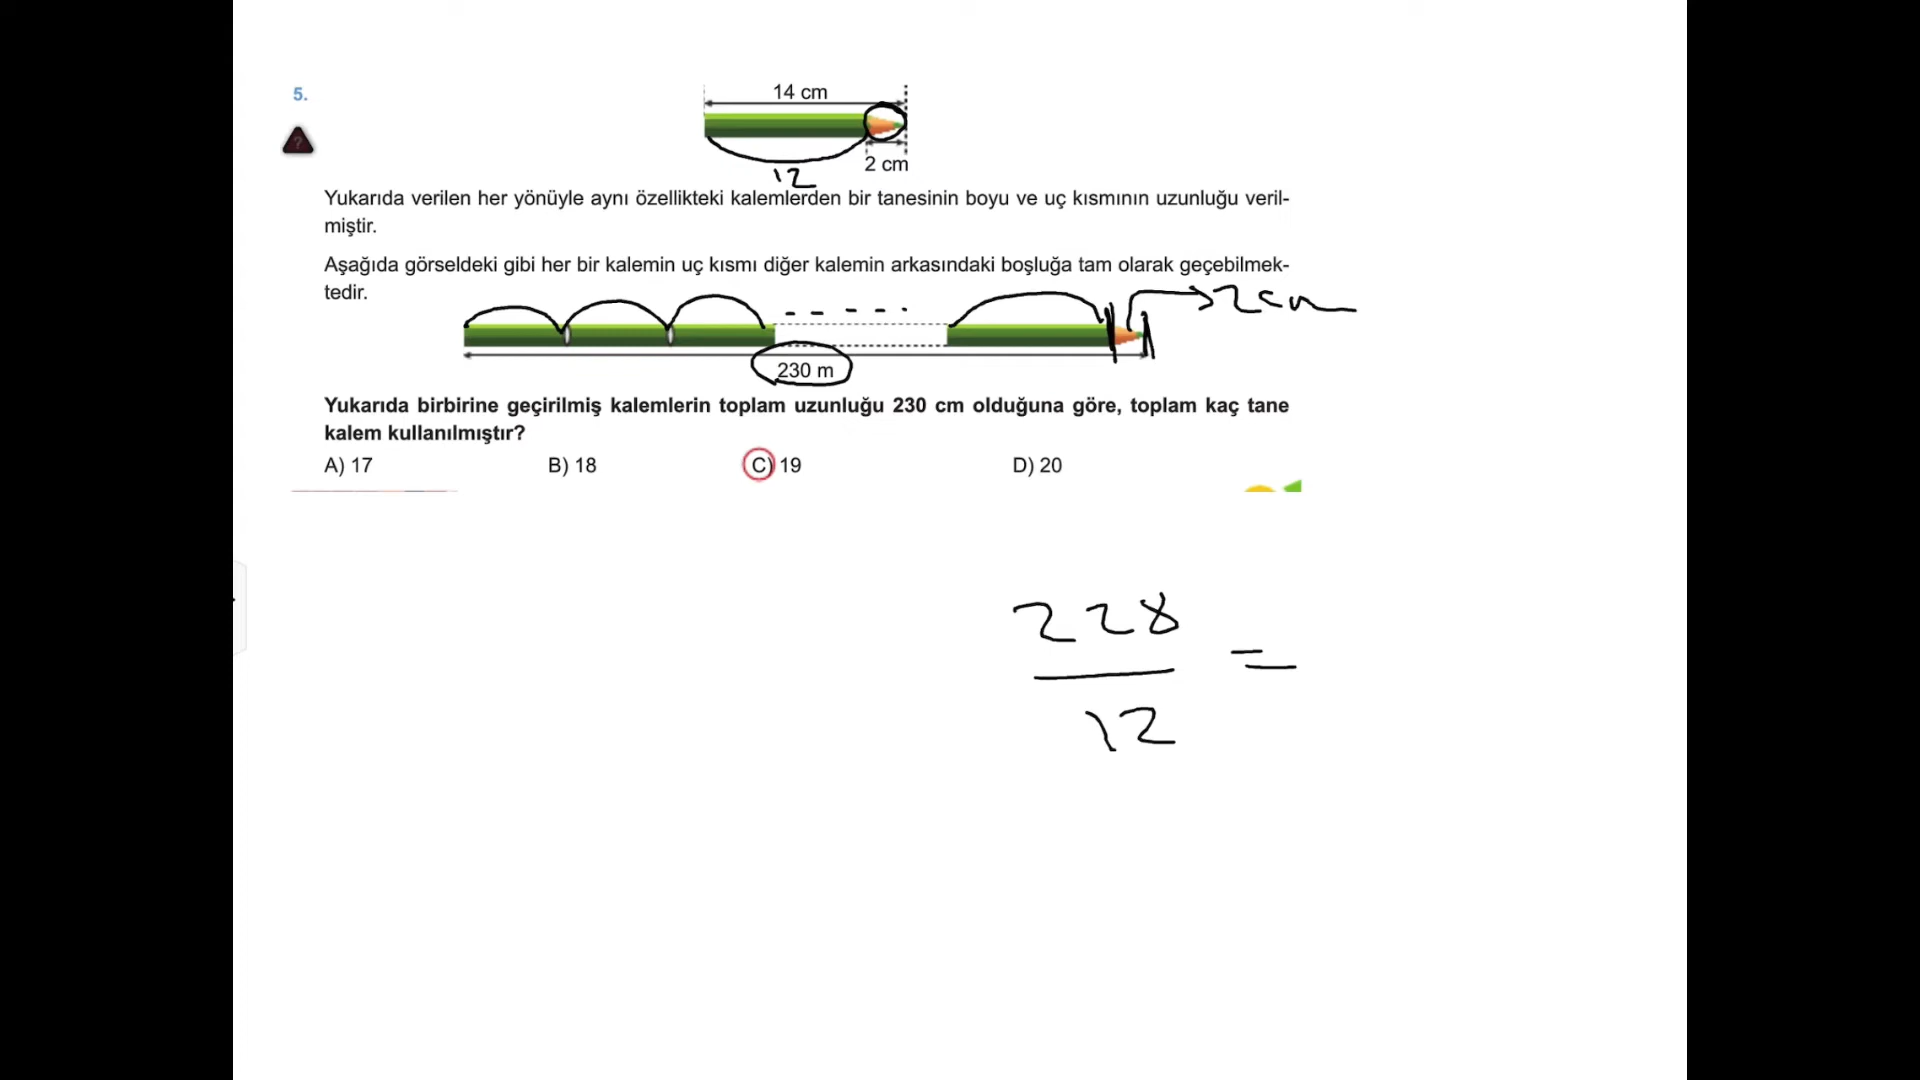 5.
14 cm
2 cm
12
Yukarıda verilen her yönüyle aynı özellikteki kalemlerden bir tanesinin boyu ve uç kısmının uzunluğu veril-
miştir.
Aşağıda görseldeki gibi her bir kalemin uç kısmı diğer kalemin arkasındaki boşluğa tam olarak geçebilmek-
tedir.
2cm
230 m
Yukarıda birbirine geçirilmiş kalemlerin toplam uzunluğu 230 cm olduğuna göre, toplam kaç tane
kalem kullanılmıştır?
A) 17 B) 18 C) 19 D) 20
228
=
12